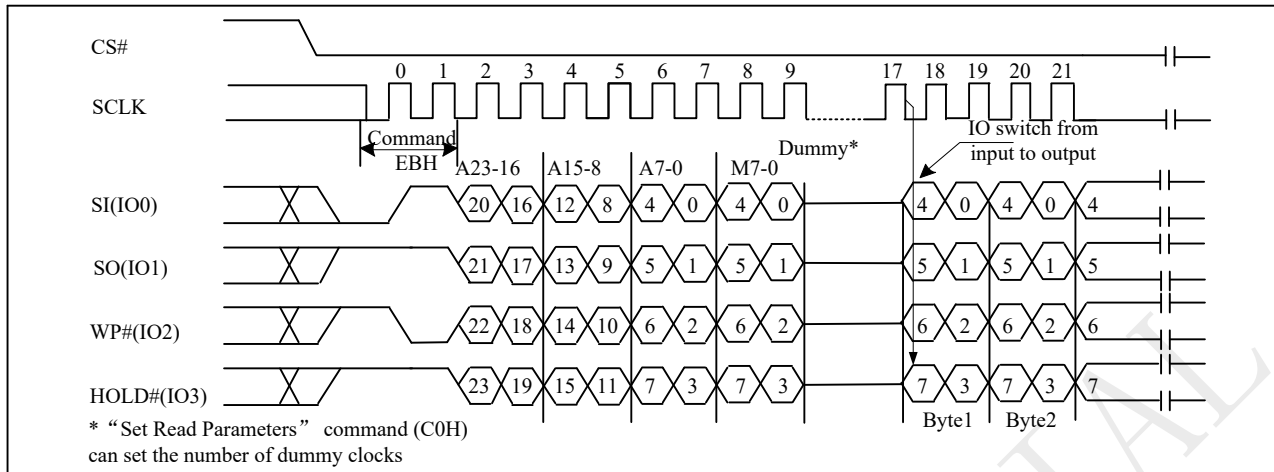 CS#
0 1 2 3 4 5 6 7 8 9 17 18 19 20 21
SCLK
Command
EBH
Dummy*
IO switch from
input to output
A23-16 A15-8 A7-0 M7-0
SI(IO0) 20 16 12 8 4 0 4 0 4 0 4 0 4
SO(IO1) 21 17 13 9 5 1 5 1 5 1 5 1 5
WP#(IO2) 22 18 14 10 6 2 6 2 6 2 6 2 6
HOLD#(IO3) 23 19 15 11 7 3 7 3 7 3 7 3 7
Byte1 Byte2
* “Set Read Parameters” command (C0H)
can set the number of dummy clocks